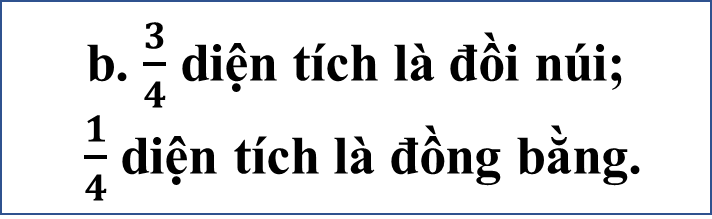 b. 3/4 diện tích là đồi núi;
1/4 diện tích là đồng bằng.